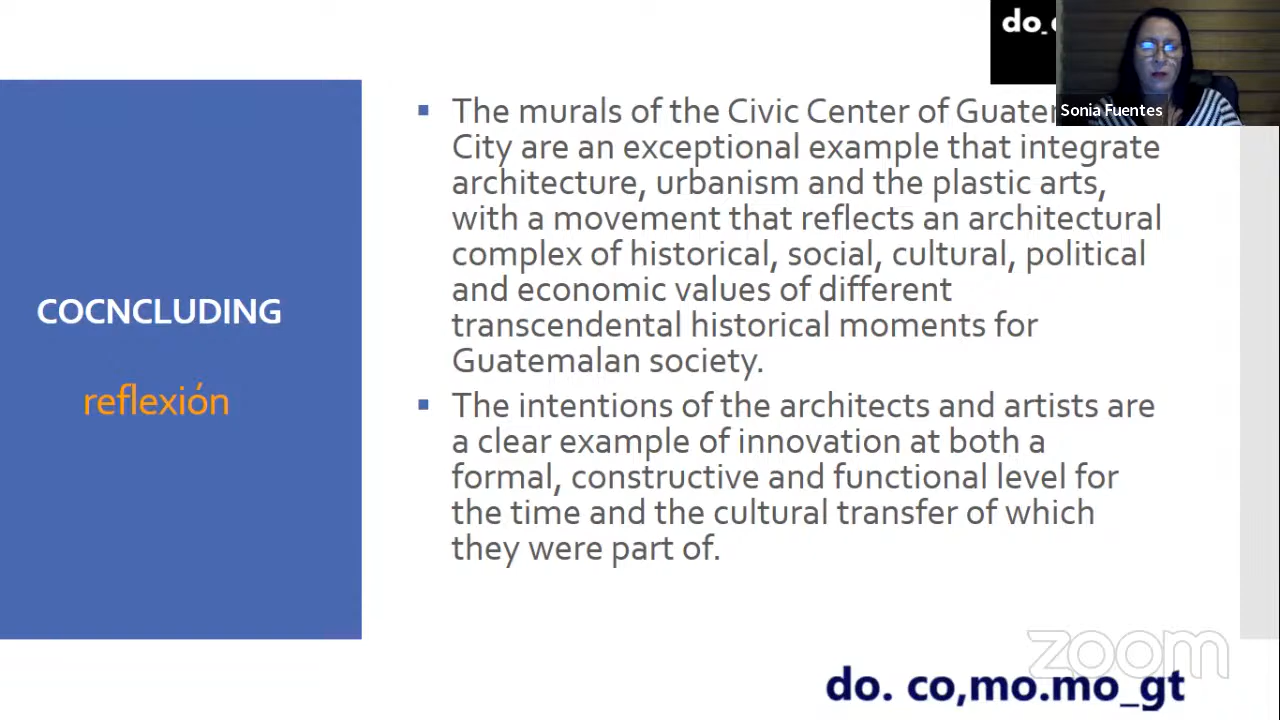 do_
Sonia Fuentes
COCNCLUDING
reflexión
The murals of the Civic Center of
City are an exceptional example that integrate
architecture, urbanism and the plastic arts,
with a movement that reflects an architectural
complex of historical, social, cultural, political
and economic values of different
transcendental historical moments for
Guatemalan society.
The intentions of the architects and artists are
a clear example of innovation at both a
formal, constructive and functional level for
the time and the cultural transfer of which
they were part of.
zoom
do. co,mo.mo_gt